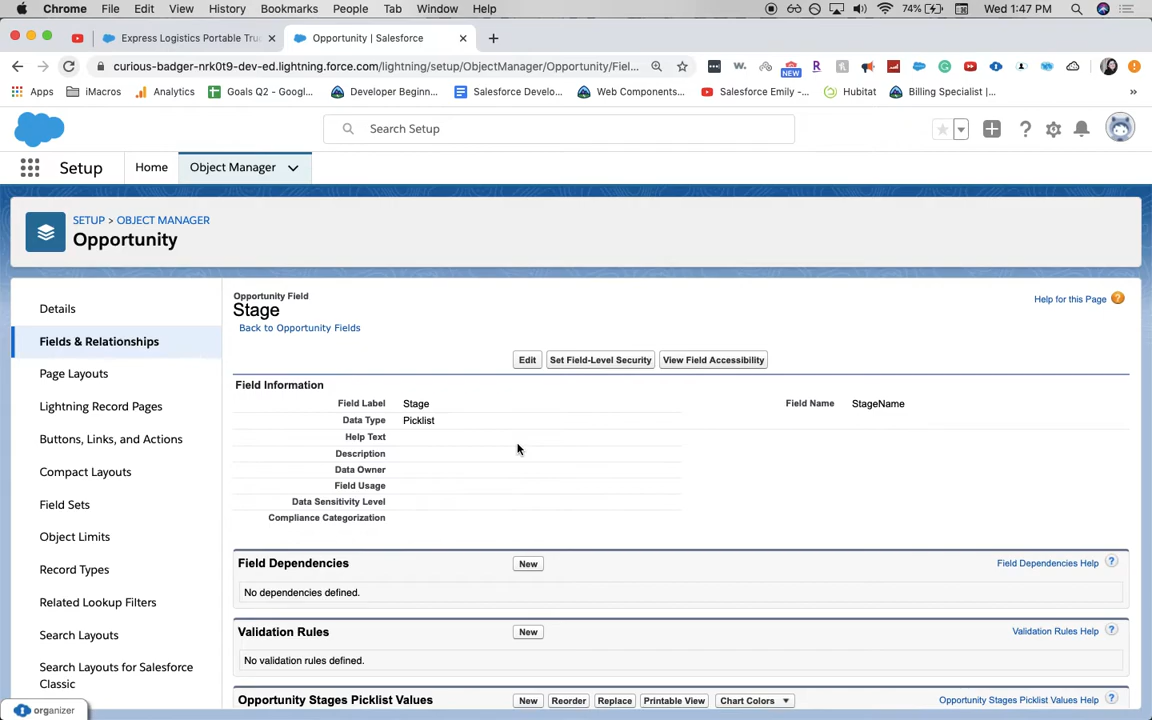 Chrome File Edit View History Bookmarks People Tab Window Help 74% Wed 1:47 PM
Express Logistics Portable Tru Opportunity | Salesforce
curious-badger-nrk0t9-dev-ed.lightning.force.com/lightning/setup/ObjectManager/Opportunity/Fiel... NEW
Apps iMacros Analytics Goals Q2 - Googl... Developer Beginn... Salesforce Develo... Web Components... Salesforce Emily -... Hubitat Billing Specialist |...
Search Setup
Setup Home Object Manager
SETUP > OBJECT MANAGER
Opportunity
Details
Fields & Relationships
Page Layouts
Lightning Record Pages
Buttons, Links, and Actions
Compact Layouts
Field Sets
Object Limits
Record Types
Related Lookup Filters
Search Layouts
Search Layouts for Salesforce
Classic
organizer
Opportunity Field
Stage
Back to Opportunity Fields
Help for this Page
Edit Set Field-Level Security View Field Accessibility
Field Information
Field Label Stage Field Name StageName
Data Type Picklist
Help Text
Description
Data Owner
Field Usage
Data Sensitivity Level
Compliance Categorization
Field Dependencies New Field Dependencies Help ?
No dependencies defined.
Validation Rules New Validation Rules Help ?
No validation rules defined.
Opportunity Stages Picklist Values New Reorder Replace Printable View Chart Colors Opportunity Stages Picklist Values Help ?